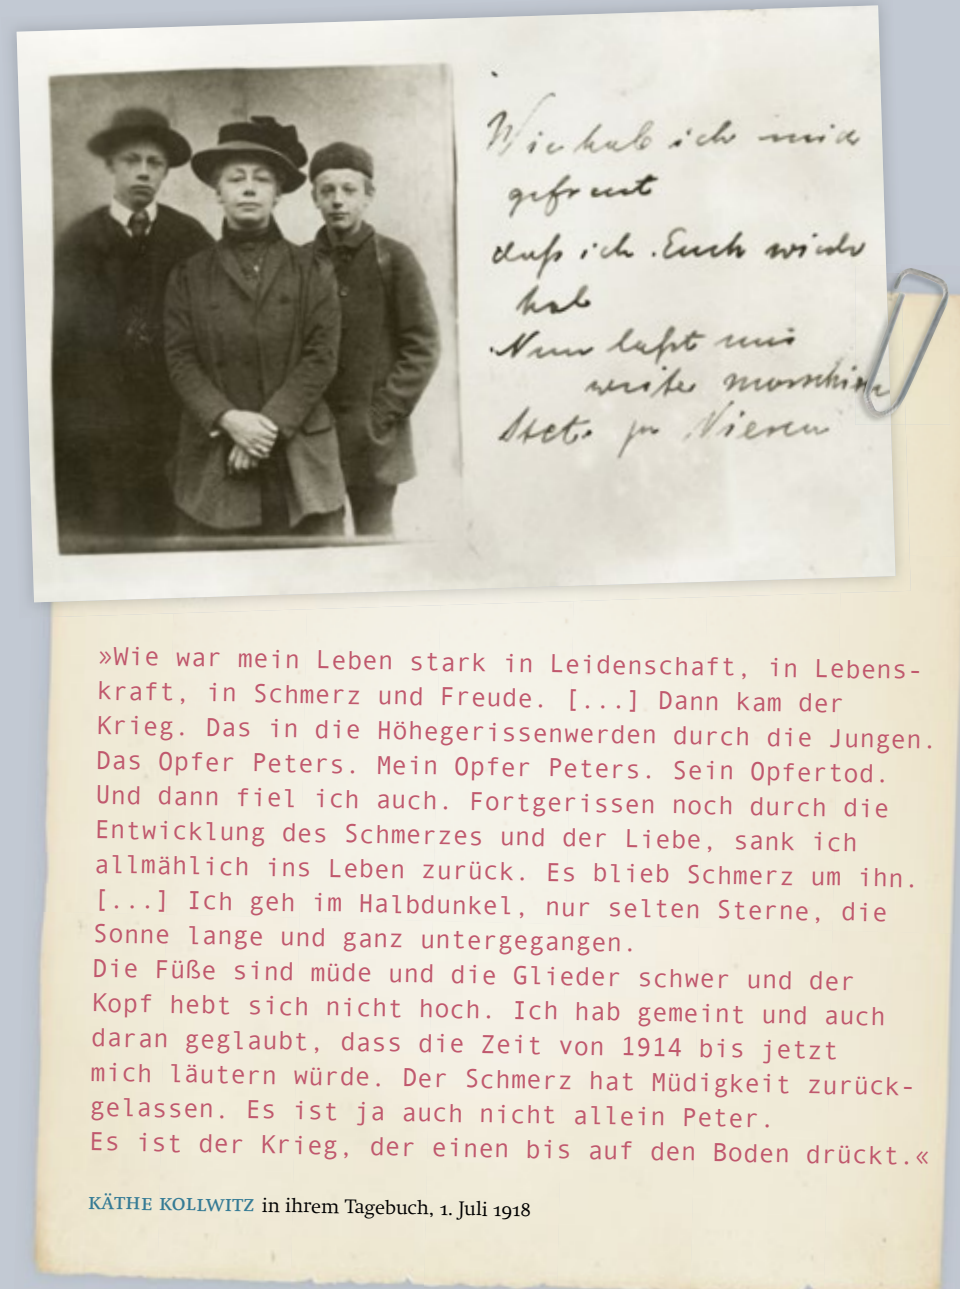 Wie hab ich mich
gefreut
daß ich Euch wieder
hab
Nun laßt uns
weiter marschieren
Stets zu Vieren
»Wie war mein Leben stark in Leidenschaft, in Lebens-
kraft, in Schmerz und Freude. [...] Dann kam der
Krieg. Das in die Höhegerissenwerden durch die Jungen.
Das Opfer Peters. Mein Opfer Peters. Sein Opfertod.
Und dann fiel ich auch. Fortgerissen noch durch die
Entwicklung des Schmerzes und der Liebe, sank ich
allmählich ins Leben zurück. Es blieb Schmerz um ihn.
[...] Ich geh im Halbdunkel, nur selten Sterne, die
Sonne lange und ganz untergegangen.
Die Füße sind müde und die Glieder schwer und der
Kopf hebt sich nicht hoch. Ich hab gemeint und auch
daran geglaubt, dass die Zeit von 1914 bis jetzt
mich läutern würde. Der Schmerz hat Müdigkeit zurück-
gelassen. Es ist ja auch nicht allein Peter.
Es ist der Krieg, der einen bis auf den Boden drückt.«
KÄTHE KOLLWITZ in ihrem Tagebuch, 1. Juli 1918